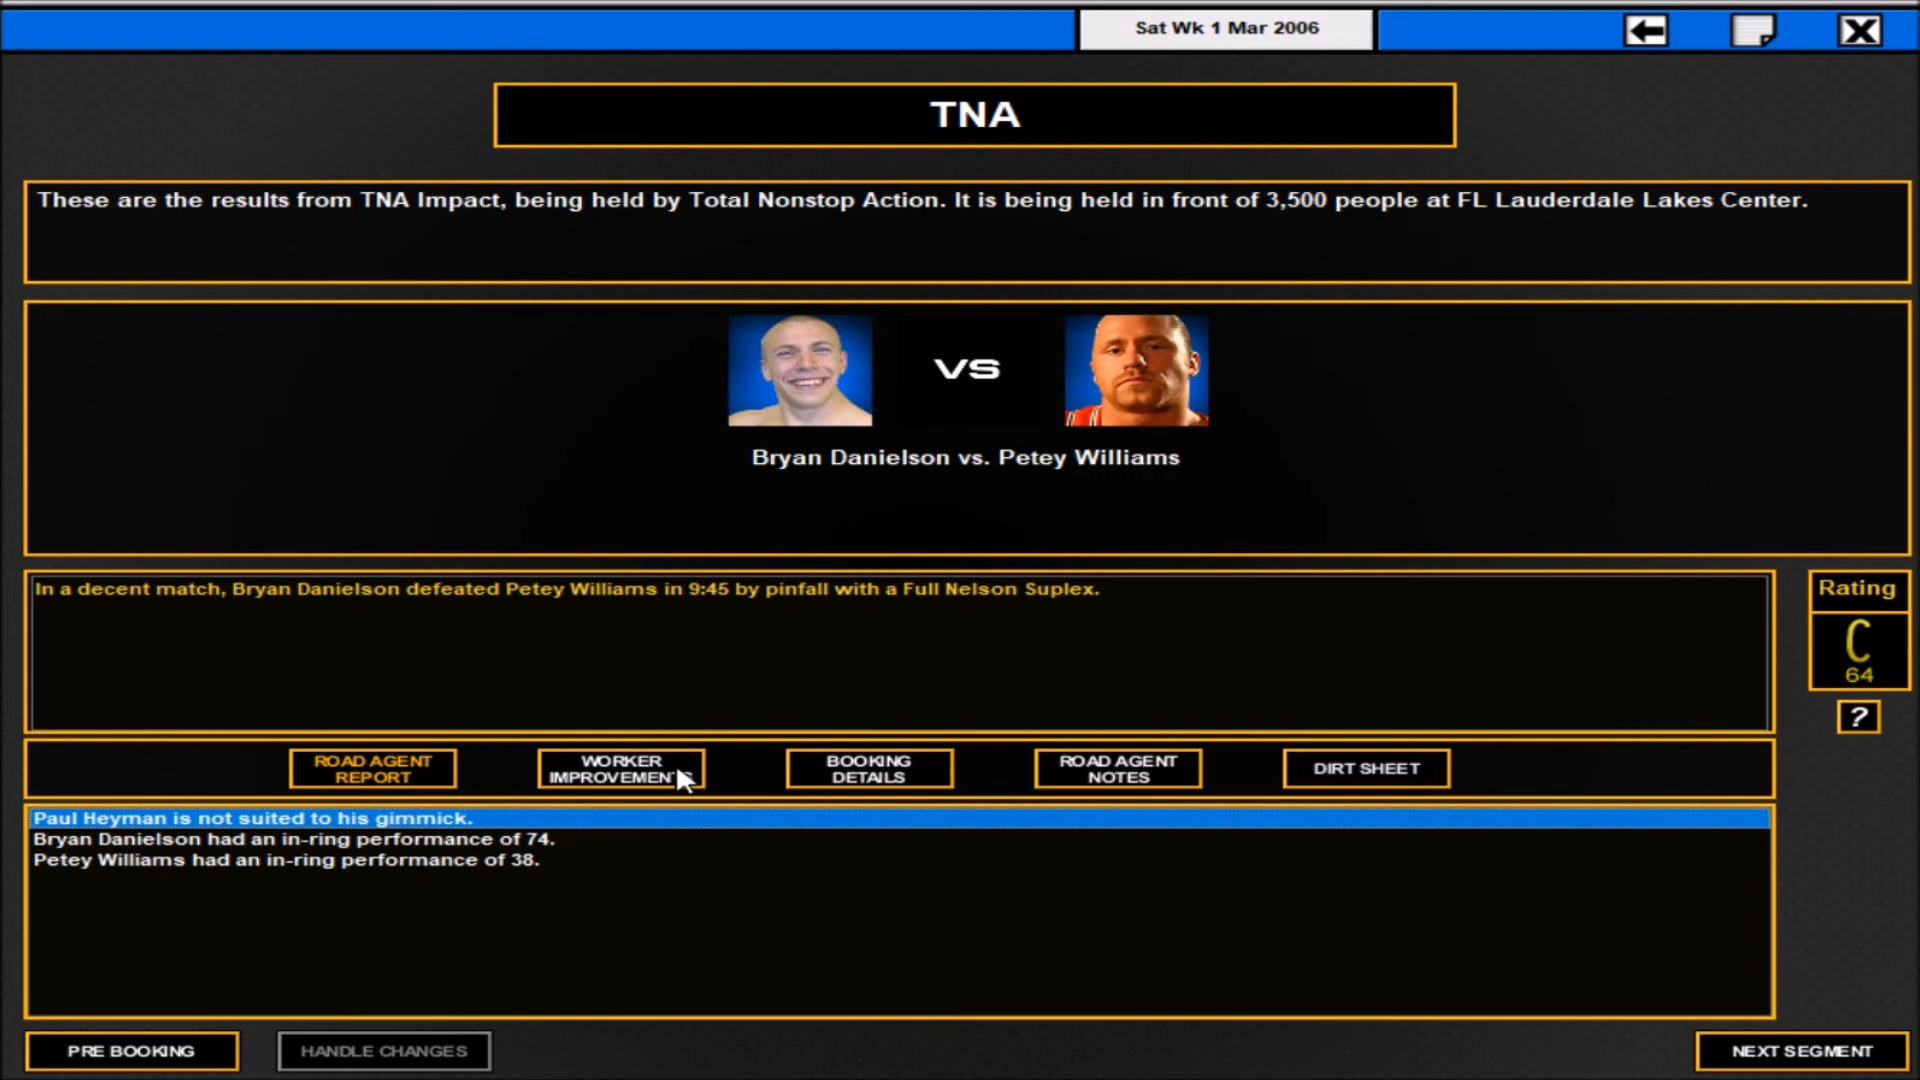 Sat Wk 1 Mar 2006
TNA
These are the results from TNA Impact, being held by Total Nonstop Action. It is being held in front of 3,500 people at FL Lauderdale Lakes Center.
VS
Bryan Danielson vs. Petey Williams
In a decent match, Bryan Danielson defeated Petey Williams in 9:45 by pinfall with a Full Nelson Suplex.
Rating
C
64
?
ROAD AGENT
REPORT
WORKER
IMPROVEMENTS
BOOKING
DETAILS
ROAD AGENT
NOTES
DIRT SHEET
Paul Heyman is not suited to his gimmick.
Bryan Danielson had an in-ring performance of 74.
Petey Williams had an in-ring performance of 38.
PRE BOOKING
HANDLE CHANGES
NEXT SEGMENT